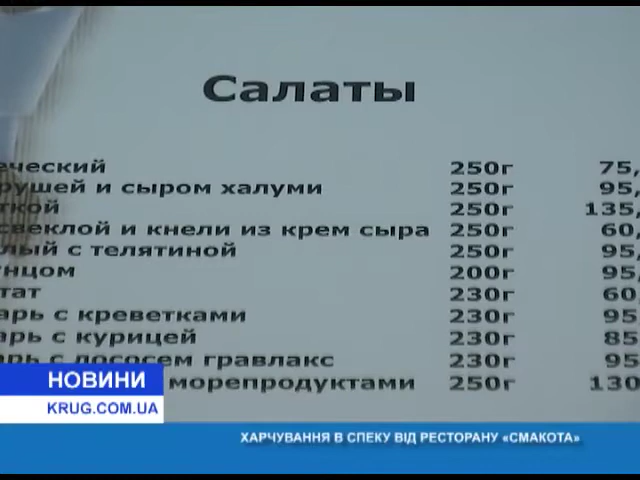 Салаты
еческий 250г 75,
рушей и сыром халуми 250г 95,
ткой 250г 135,
свеклой и кнели из крем сыра 250г 60,
лый с телятиной 250г 95,
унцом 200г 95,
тат 230г 60
арь с креветками 230г 95
арь с курицей 230г 85
арь с лососем гравлакс 230г 95
морепродуктами 250г 130
НОВИНИ
KRUG.COM.UA
ХАРЧУВАННЯ В СПЕКУ ВІД РЕСТОРАНУ «СМАКОТА»